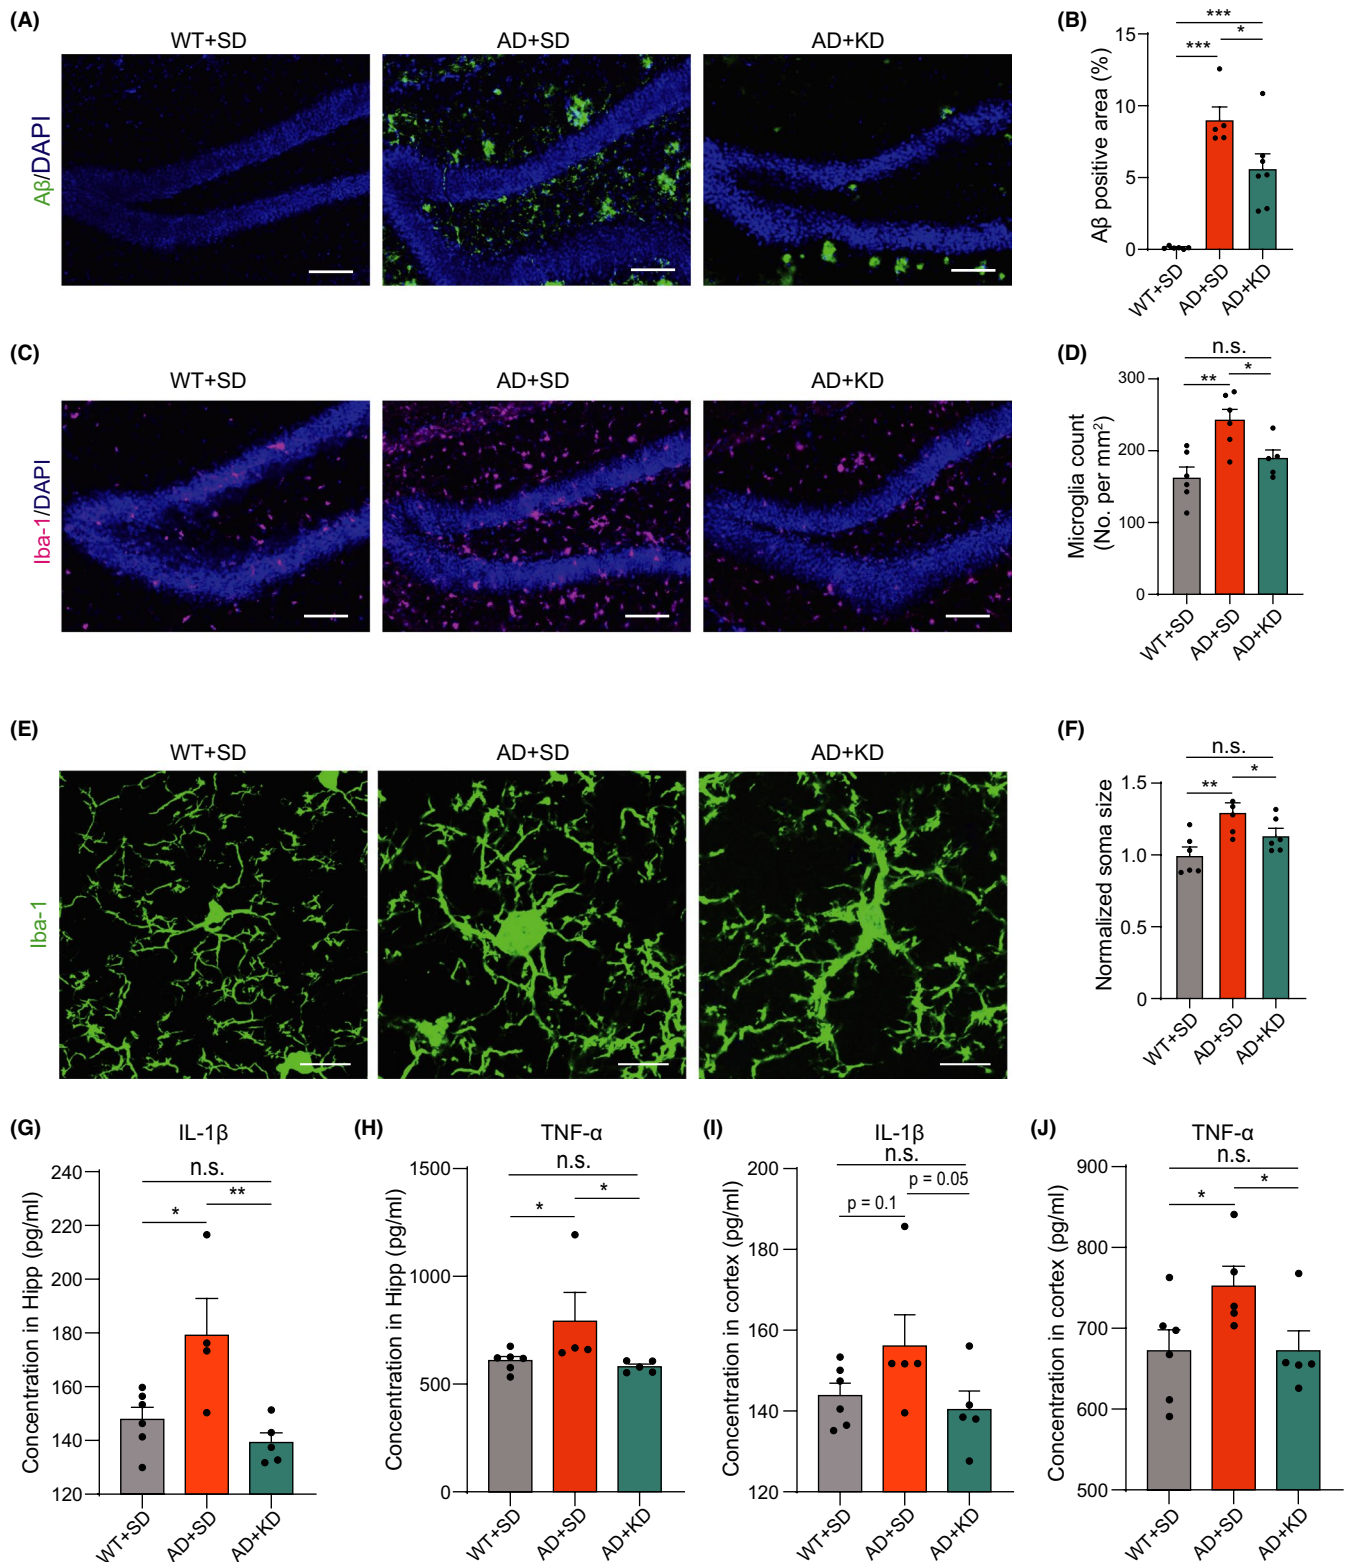 (A)
WT+SD
AD+SD
AD+KD
Aβ/DAPI
(B)
***
***
*
Aβ positive area (%)
15
10
5
0
WT+SD
AD+SD
AD+KD
(C)
WT+SD
AD+SD
AD+KD
Iba-1/DAPI
(D)
n.s.
**
*
Microglia count
(No. per mm²)
300
200
100
0
WT+SD
AD+SD
AD+KD
(E)
WT+SD
AD+SD
AD+KD
Iba-1
(F)
n.s.
**
*
Normalized soma size
1.5
1.0
0.5
0
WT+SD
AD+SD
AD+KD
(G)
IL-1β
n.s.
**
*
Concentration in Hipp (pg/ml)
240
220
200
180
160
140
120
WT+SD
AD+SD
AD+KD
(H)
TNF-α
n.s.
*
*
Concentration in Hipp (pg/ml)
1500
1000
500
0
WT+SD
AD+SD
AD+KD
(I)
IL-1β
n.s.
p = 0.05
p = 0.1
Concentration in cortex (pg/ml)
200
180
160
140
120
WT+SD
AD+SD
AD+KD
(J)
TNF-α
n.s.
*
*
Concentration in cortex (pg/ml)
900
800
700
600
500
WT+SD
AD+SD
AD+KD